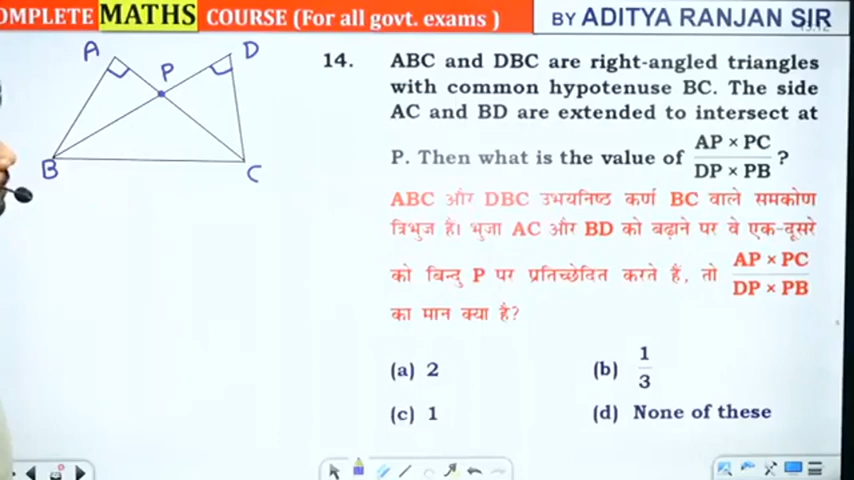 OMPLETE MATHS COURSE (For all govt. exams )
BY ADITYA RANJAN SIR
A
D
P
B
C
14. ABC and DBC are right-angled triangles
with common hypotenuse BC. The side
AC and BD are extended to intersect at
P. Then what is the value of AP × PC / DP × PB ?
ABC और DBC उभयनिष्ठ कर्ण BC वाले समकोण
त्रिभुज हैं। भुजा AC और BD को बढ़ाने पर वे एक-दूसरे
को बिन्दु P पर प्रतिच्छेदित करते हैं, तो AP × PC / DP × PB
का मान क्या है?
(a) 2
(b) 1/3
(c) 1
(d) None of these